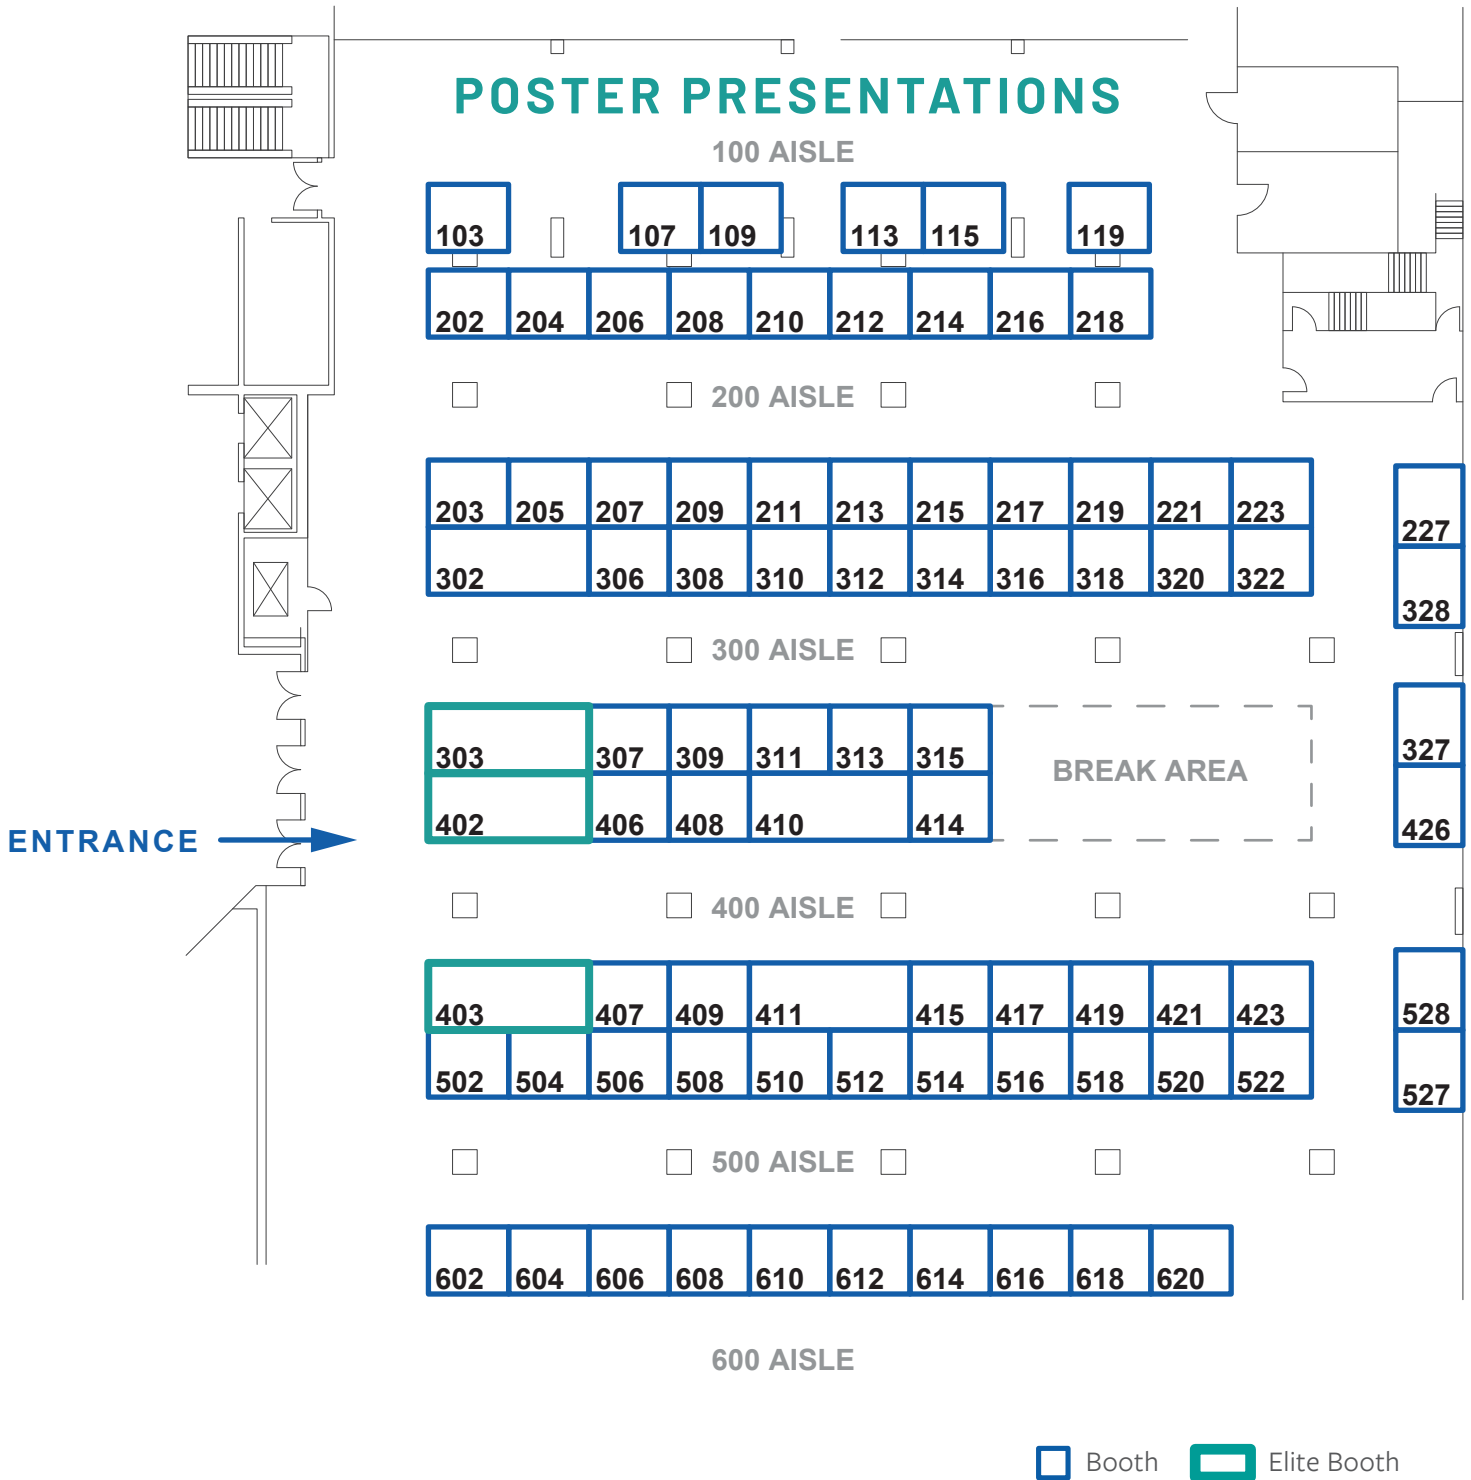 POSTER PRESENTATIONS
100 AISLE
103 107 109 113 115 119
202 204 206 208 210 212 214 216 218
200 AISLE
203 205 207 209 211 213 215 217 219 221 223
227
302 306 308 310 312 314 316 318 320 322
328
300 AISLE
303 307 309 311 313 315
327
BREAK AREA
402 406 408 410 414
426
ENTRANCE
400 AISLE
403 407 409 411 415 417 419 421 423
528
502 504 506 508 510 512 514 516 518 520 522
527
500 AISLE
602 604 606 608 610 612 614 616 618 620
600 AISLE
Booth Elite Booth